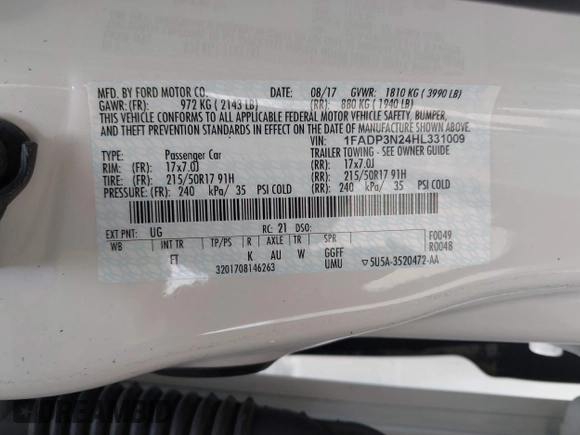 MFD. BY FORD MOTOR CO. DATE: 08/17 GVWR: 1810 KG ( 3990 LB)
GAWR: (FR): 972 KG ( 2143 LB) (RR): 880 KG ( 1940 LB)
THIS VEHICLE CONFORMS TO ALL APPLICABLE FEDERAL MOTOR VEHICLE SAFETY, BUMPER,
AND THEFT PREVENTION STANDARDS IN EFFECT ON THE DATE OF MANUFACTURE SHOWN ABOVE.
VIN: 1FADP3N24HL331009
TYPE: Passenger Car TRAILER TOWING - SEE OWNER GUIDE
RIM: (FR) 17x7.0J (RR): 17x7.0J
TIRE: (FR) 215/50R17 91H (RR): 215/50R17 91H
PRESSURE: (FR): 240 kPa/ 35 PSI COLD (RR): 240 kPa/ 35 PSI COLD
EXT PNT: UG RC: 21 DSO: F0049
WB INT TR TP/PS R AXLE TR SPR R0048
FT K AU W GGFF
3201708146263 UMU 5U5A-3520472-AA
DREAMBID